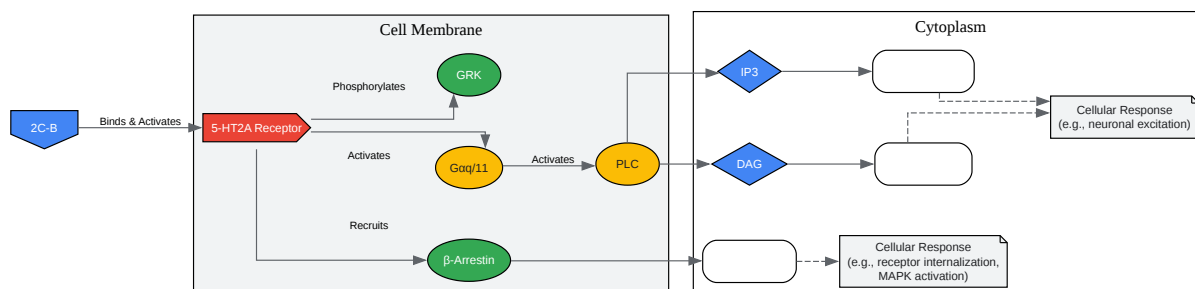 Cell Membrane
Cytoplasm
GRK
IP3
Phosphorylates
Cellular Response
(e.g., neuronal excitation)
2C-B
Binds & Activates
5-HT2A Receptor
Activates
Gαq/11
Activates
PLC
DAG
Recruits
β-Arrestin
Cellular Response
(e.g., receptor internalization,
MAPK activation)